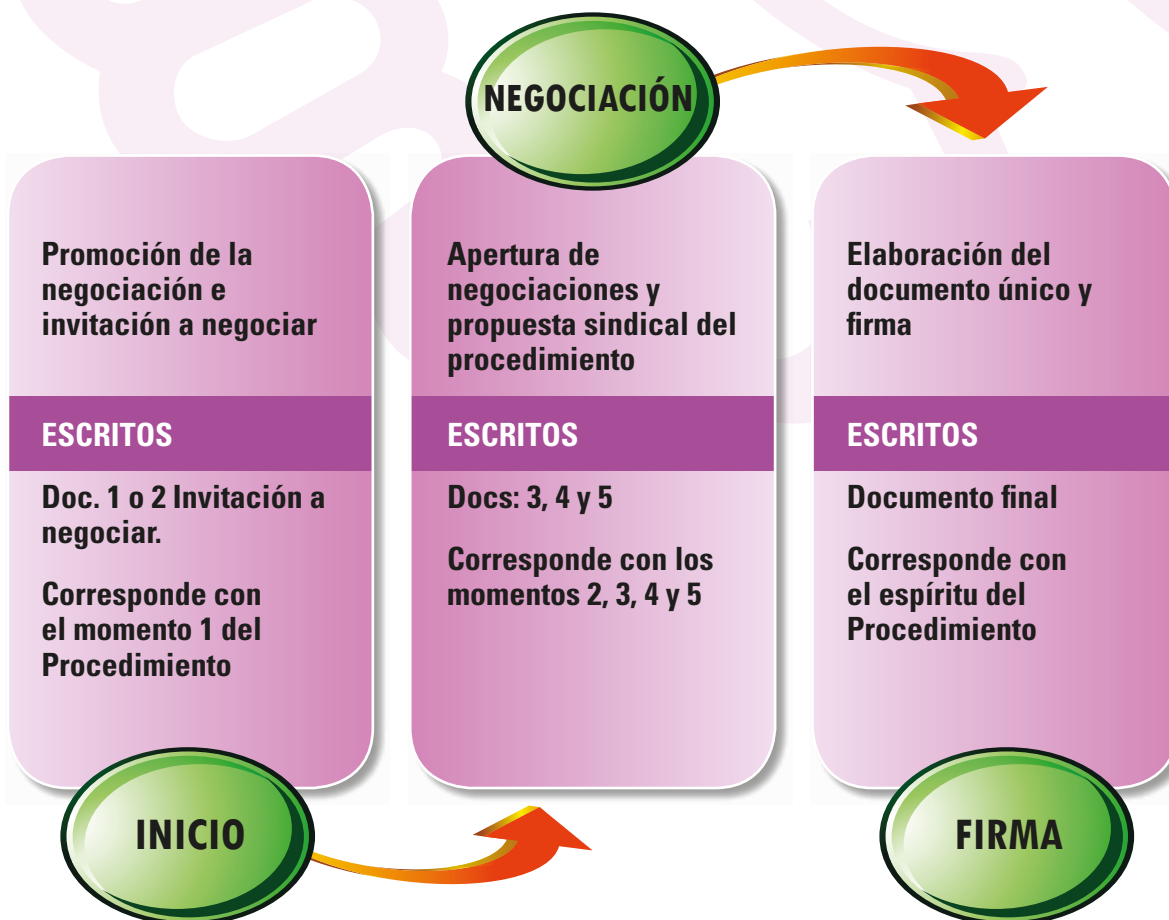 NEGOCIACIÓN
Promoción de la
negociación e
invitación a negociar
ESCRITOS
Doc. 1 o 2 Invitación a
negociar.
Corresponde con
el momento 1 del
Procedimiento
INICIO
Apertura de
negociaciones y
propuesta sindical del
procedimiento
ESCRITOS
Docs: 3, 4 y 5
Corresponde con los
momentos 2, 3, 4 y 5
Elaboración del
documento único y
firma
ESCRITOS
Documento final
Corresponde con
el espíritu del
Procedimiento
FIRMA